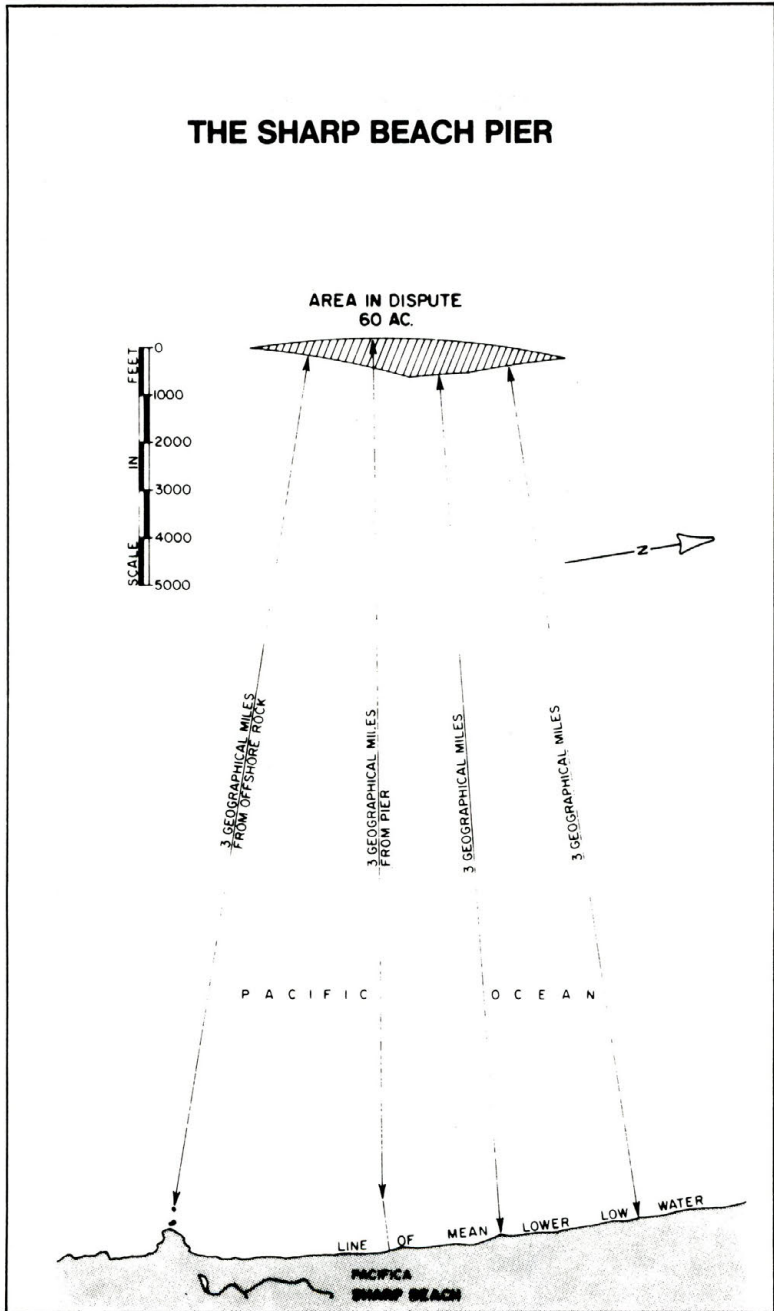 THE SHARP BEACH PIER
AREA IN DISPUTE
60 AC.
0
1000
2000
3000
4000
5000
SCALE IN FEET
N
3 GEOGRAPHICAL MILES
FROM OFFSHORE ROCK
3 GEOGRAPHICAL MILES
FROM PIER
3 GEOGRAPHICAL MILES
3 GEOGRAPHICAL MILES
PACIFIC OCEAN
LINE OF MEAN LOWER LOW WATER
PACIFICA
SHARP BEACH